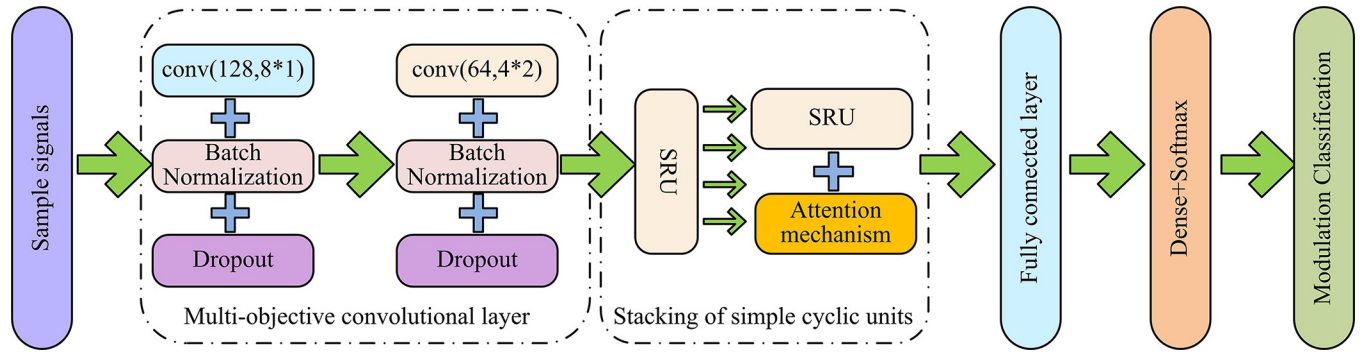 Sample signals
conv(128,8*1)
Batch
Normalization
Dropout
conv(64,4*2)
Batch
Normalization
Dropout
Multi-objective convolutional layer
SRU
SRU
Attention
mechanism
Stacking of simple cyclic units
Fully connected layer
Dense+Softmax
Modulation Classification